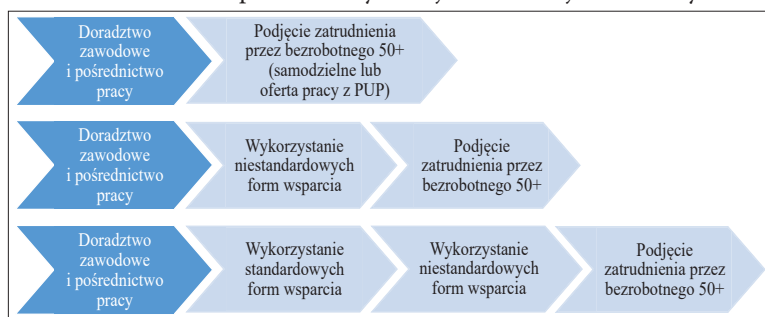 Doradztwo
zawodowe
i pośrednictwo
pracy
Podjęcie zatrudnienia
przez bezrobotnego 50+
(samodzielne lub
oferta pracy z PUP)
Doradztwo
zawodowe
i pośrednictwo
pracy
Wykorzystanie
niestandardowych
form wsparcia
Podjęcie
zatrudnienia przez
bezrobotnego 50+
Doradztwo
zawodowe
i pośrednictwo
pracy
Wykorzystanie
standardowych
form wsparcia
Wykorzystanie
niestandardowych
form wsparcia
Podjęcie
zatrudnienia przez
bezrobotnego 50+